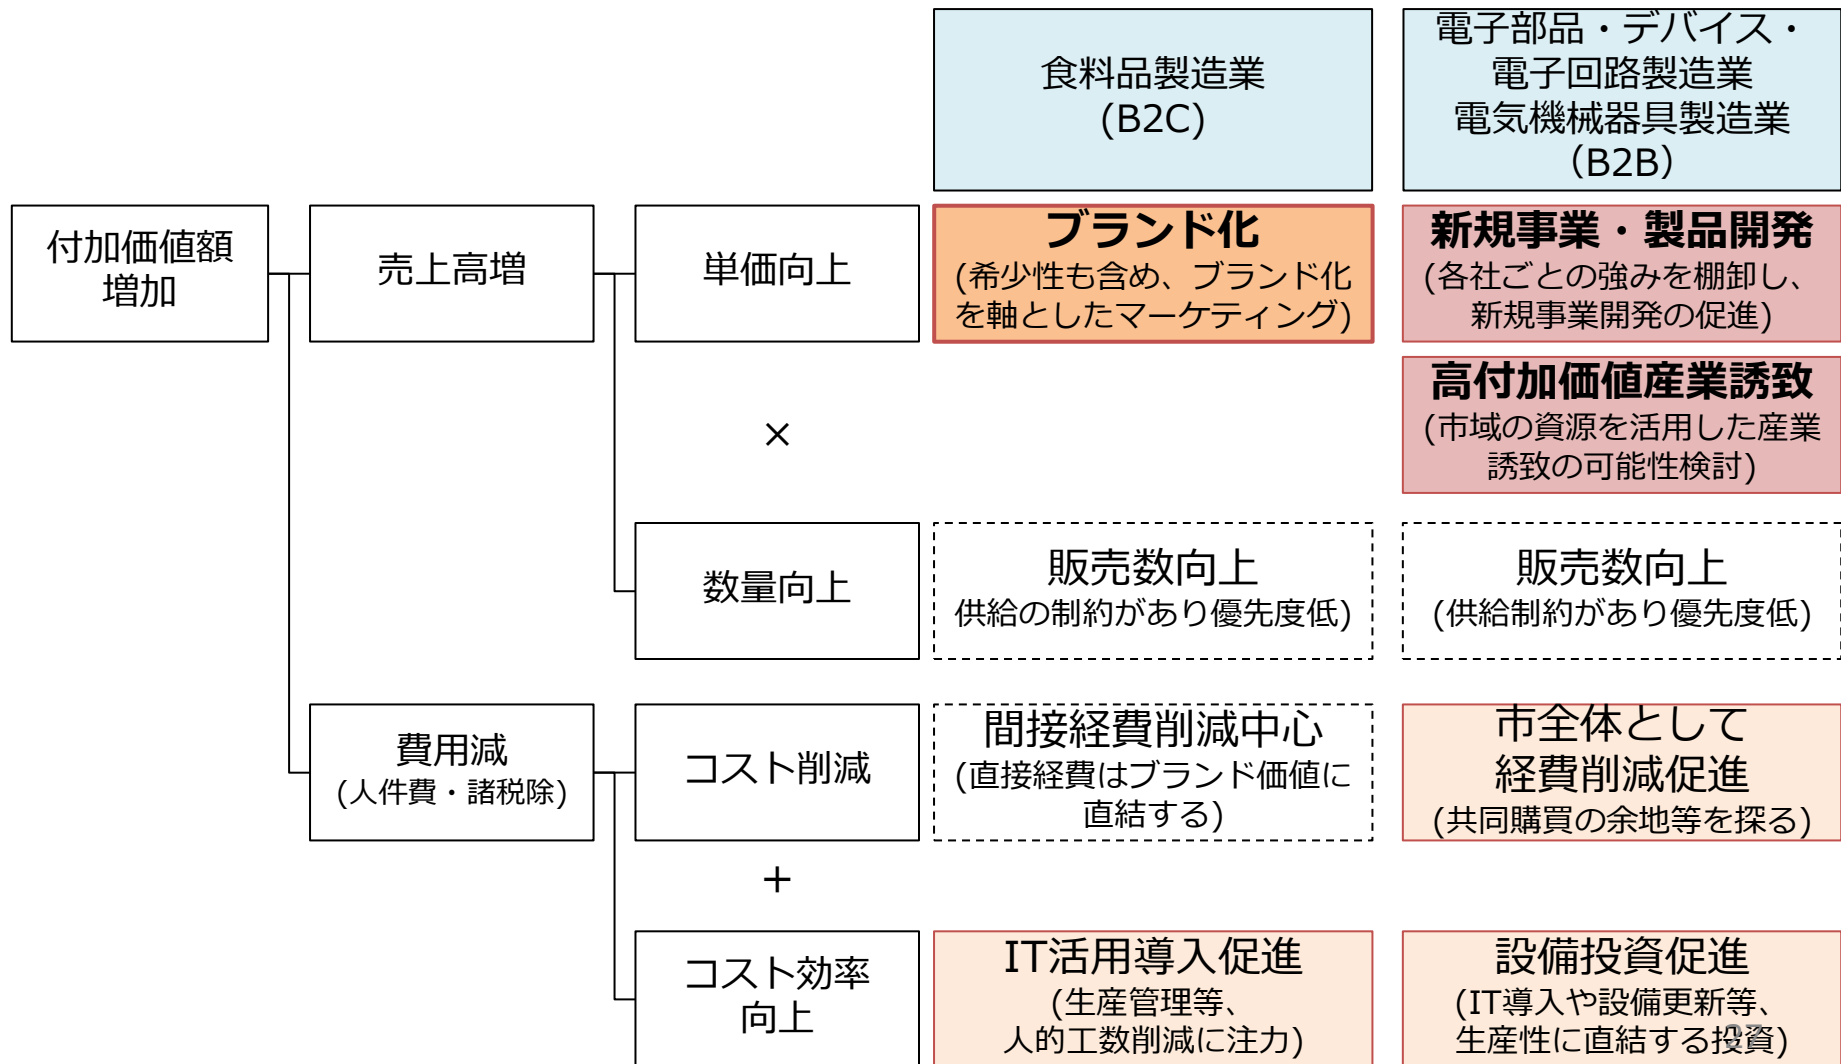 食料品製造業
(B2C)
電子部品・デバイス・
電子回路製造業
電気機械器具製造業
(B2B)
付加価値額
増加
売上高増
単価向上
ブランド化
(希少性も含め、ブランド化
を軸としたマーケティング)
新規事業・製品開発
(各社ごとの強みを棚卸し、
新規事業開発の促進)
×
高付加価値産業誘致
(市域の資源を活用した産業
誘致の可能性検討)
数量向上
販売数向上
供給の制約があり優先度低)
販売数向上
(供給制約があり優先度低)
費用減
(人件費・諸税除)
コスト削減
間接経費削減中心
(直接経費はブランド価値に
直結する)
市全体として
経費削減促進
(共同購買の余地等を探る)
+
コスト効率
向上
IT活用導入促進
(生産管理等、
人的工数削減に注力)
設備投資促進
(IT導入や設備更新等、
生産性に直結する投資)
27